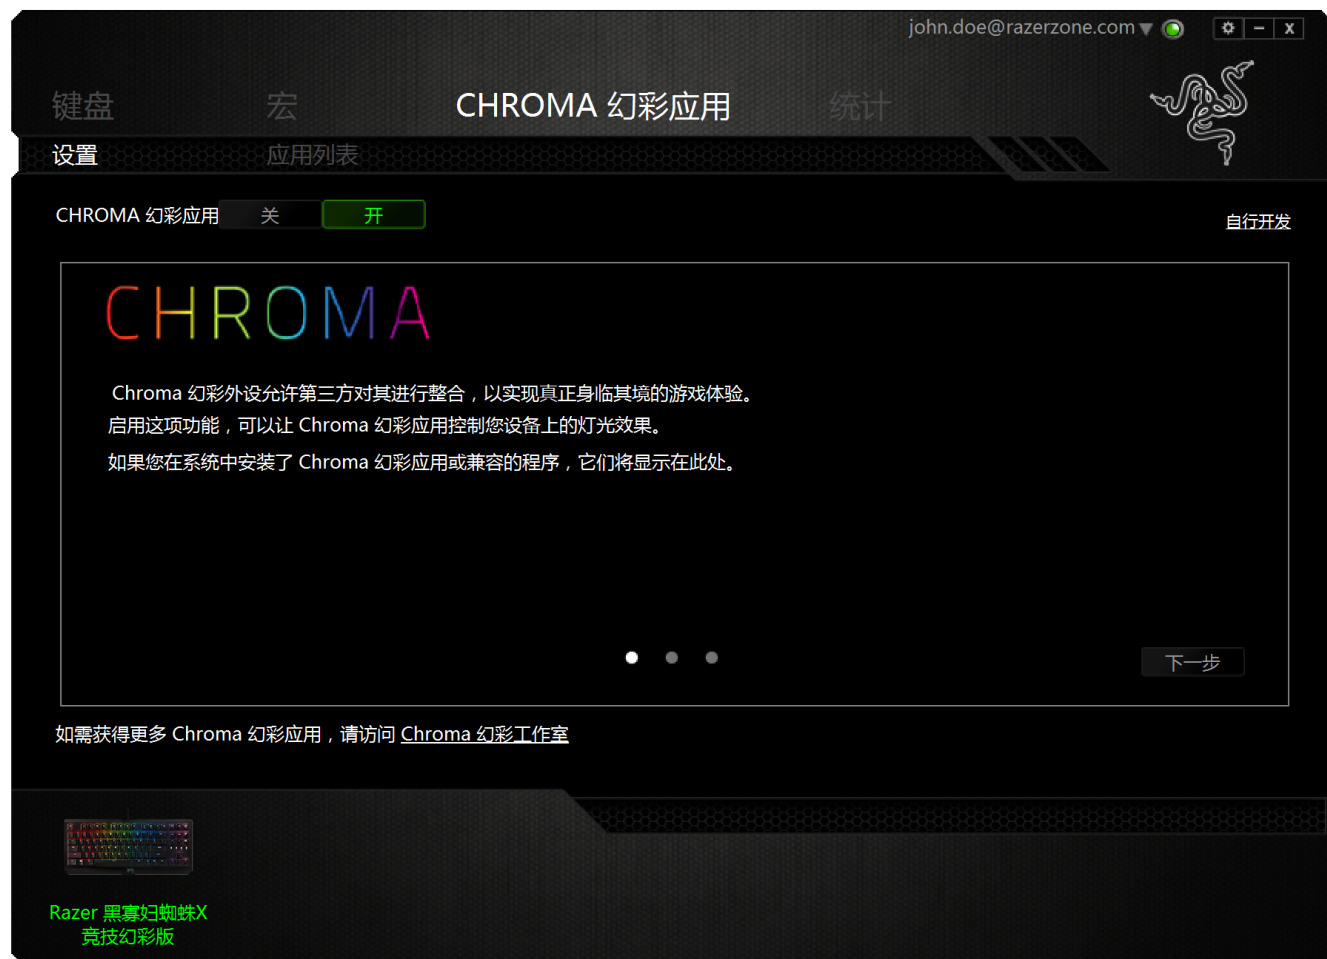 john.doe@razerzone.com
键盘 宏 CHROMA 幻彩应用 统计
设置 应用列表
CHROMA 幻彩应用 关 开
自行开发
CHROMA
Chroma 幻彩外设允许第三方对其进行整合，以实现真正身临其境的游戏体验。
启用这项功能，可以让 Chroma 幻彩应用控制您设备上的灯光效果。
如果您在系统中安装了 Chroma 幻彩应用或兼容的程序，它们将显示在此处。
下一步
如需获得更多 Chroma 幻彩应用，请访问 Chroma 幻彩工作室
Razer 黑寡妇蜘蛛X
竞技幻彩版